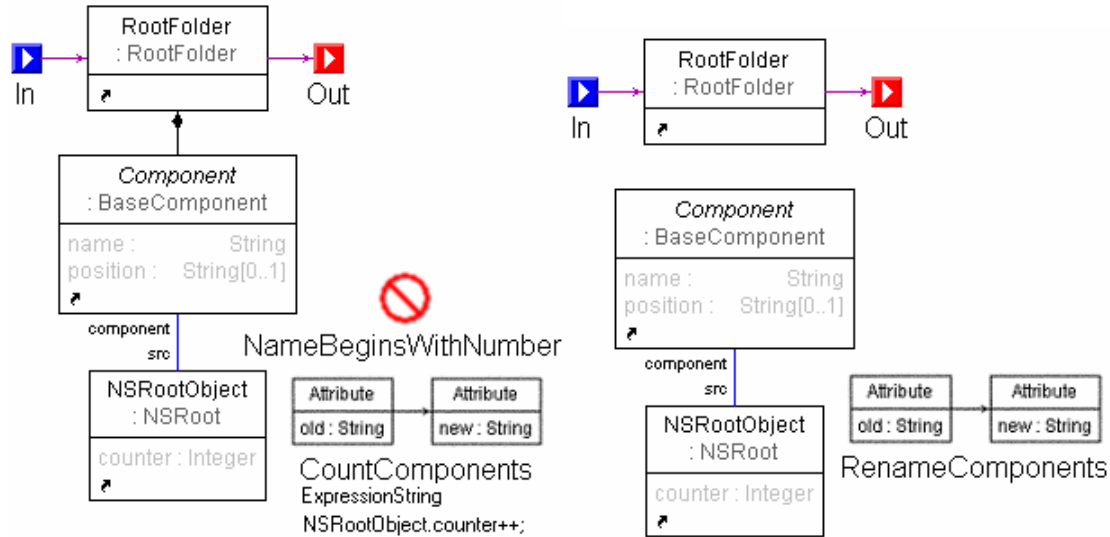 RootFolder
: RootFolder
In
Out
Component
: BaseComponent
name : String
position : String[0..1]
component
src
NameBeginsWithNumber
NSRootObject
: NSRoot
counter : Integer
Attribute
old : String
Attribute
new : String
CountComponents
ExpressionString
NSRootObject.counter++;
RootFolder
: RootFolder
In
Out
Component
: BaseComponent
name : String
position : String[0..1]
component
src
NSRootObject
: NSRoot
counter : Integer
Attribute
old : String
Attribute
new : String
RenameComponents